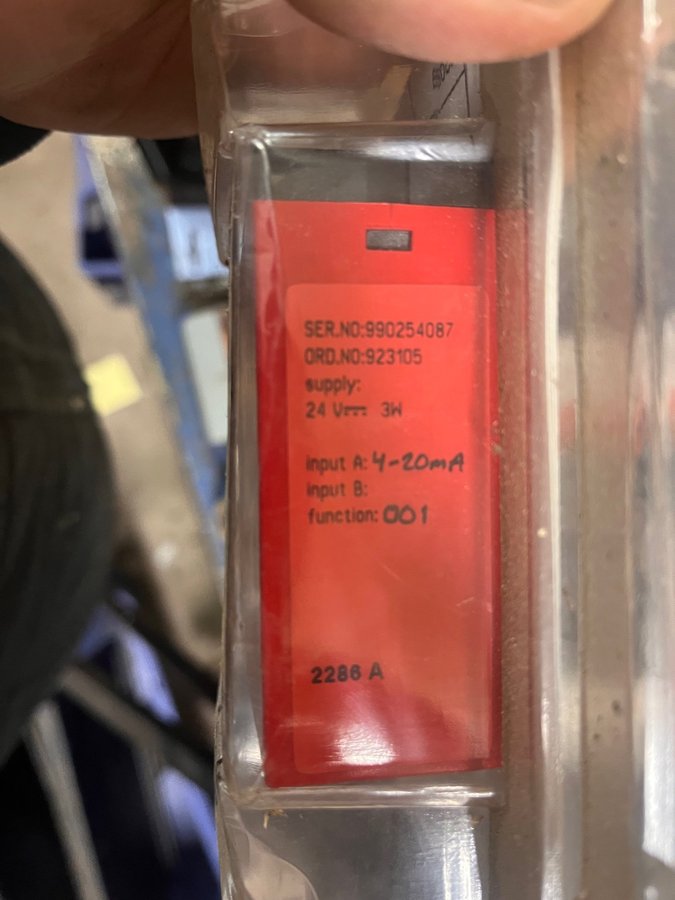 SER.NO:990254087
ORD.NO:923105
supply:
24 V⎓ 3W
input A: 4-20mA
input B:
function: 001
2286 A